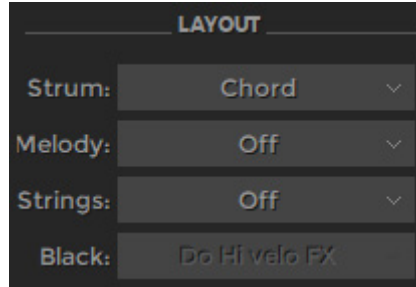 LAYOUT
Strum: Chord
Melody: Off
Strings: Off
Black: Do Hi velo FX